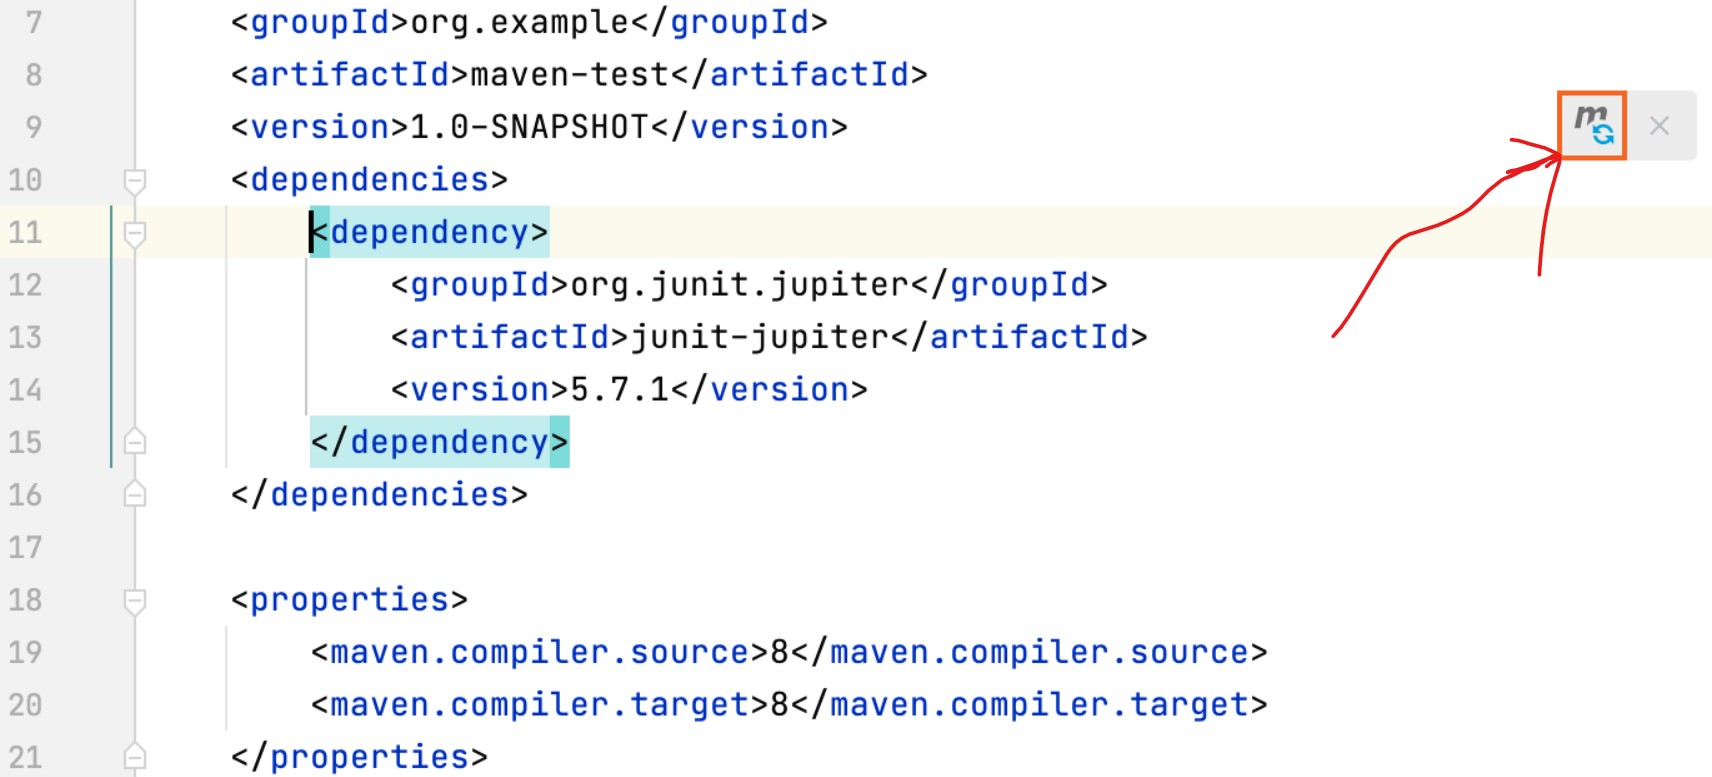 7 <groupId>org.example</groupId>
8 <artifactId>maven-test</artifactId>
9 <version>1.0-SNAPSHOT</version>
m
10 <dependencies>
11 <dependency>
12 <groupId>org.junit.jupiter</groupId>
13 <artifactId>junit-jupiter</artifactId>
14 <version>5.7.1</version>
15 </dependency>
16 </dependencies>
17
18 <properties>
19 <maven.compiler.source>8</maven.compiler.source>
20 <maven.compiler.target>8</maven.compiler.target>
21 </properties>